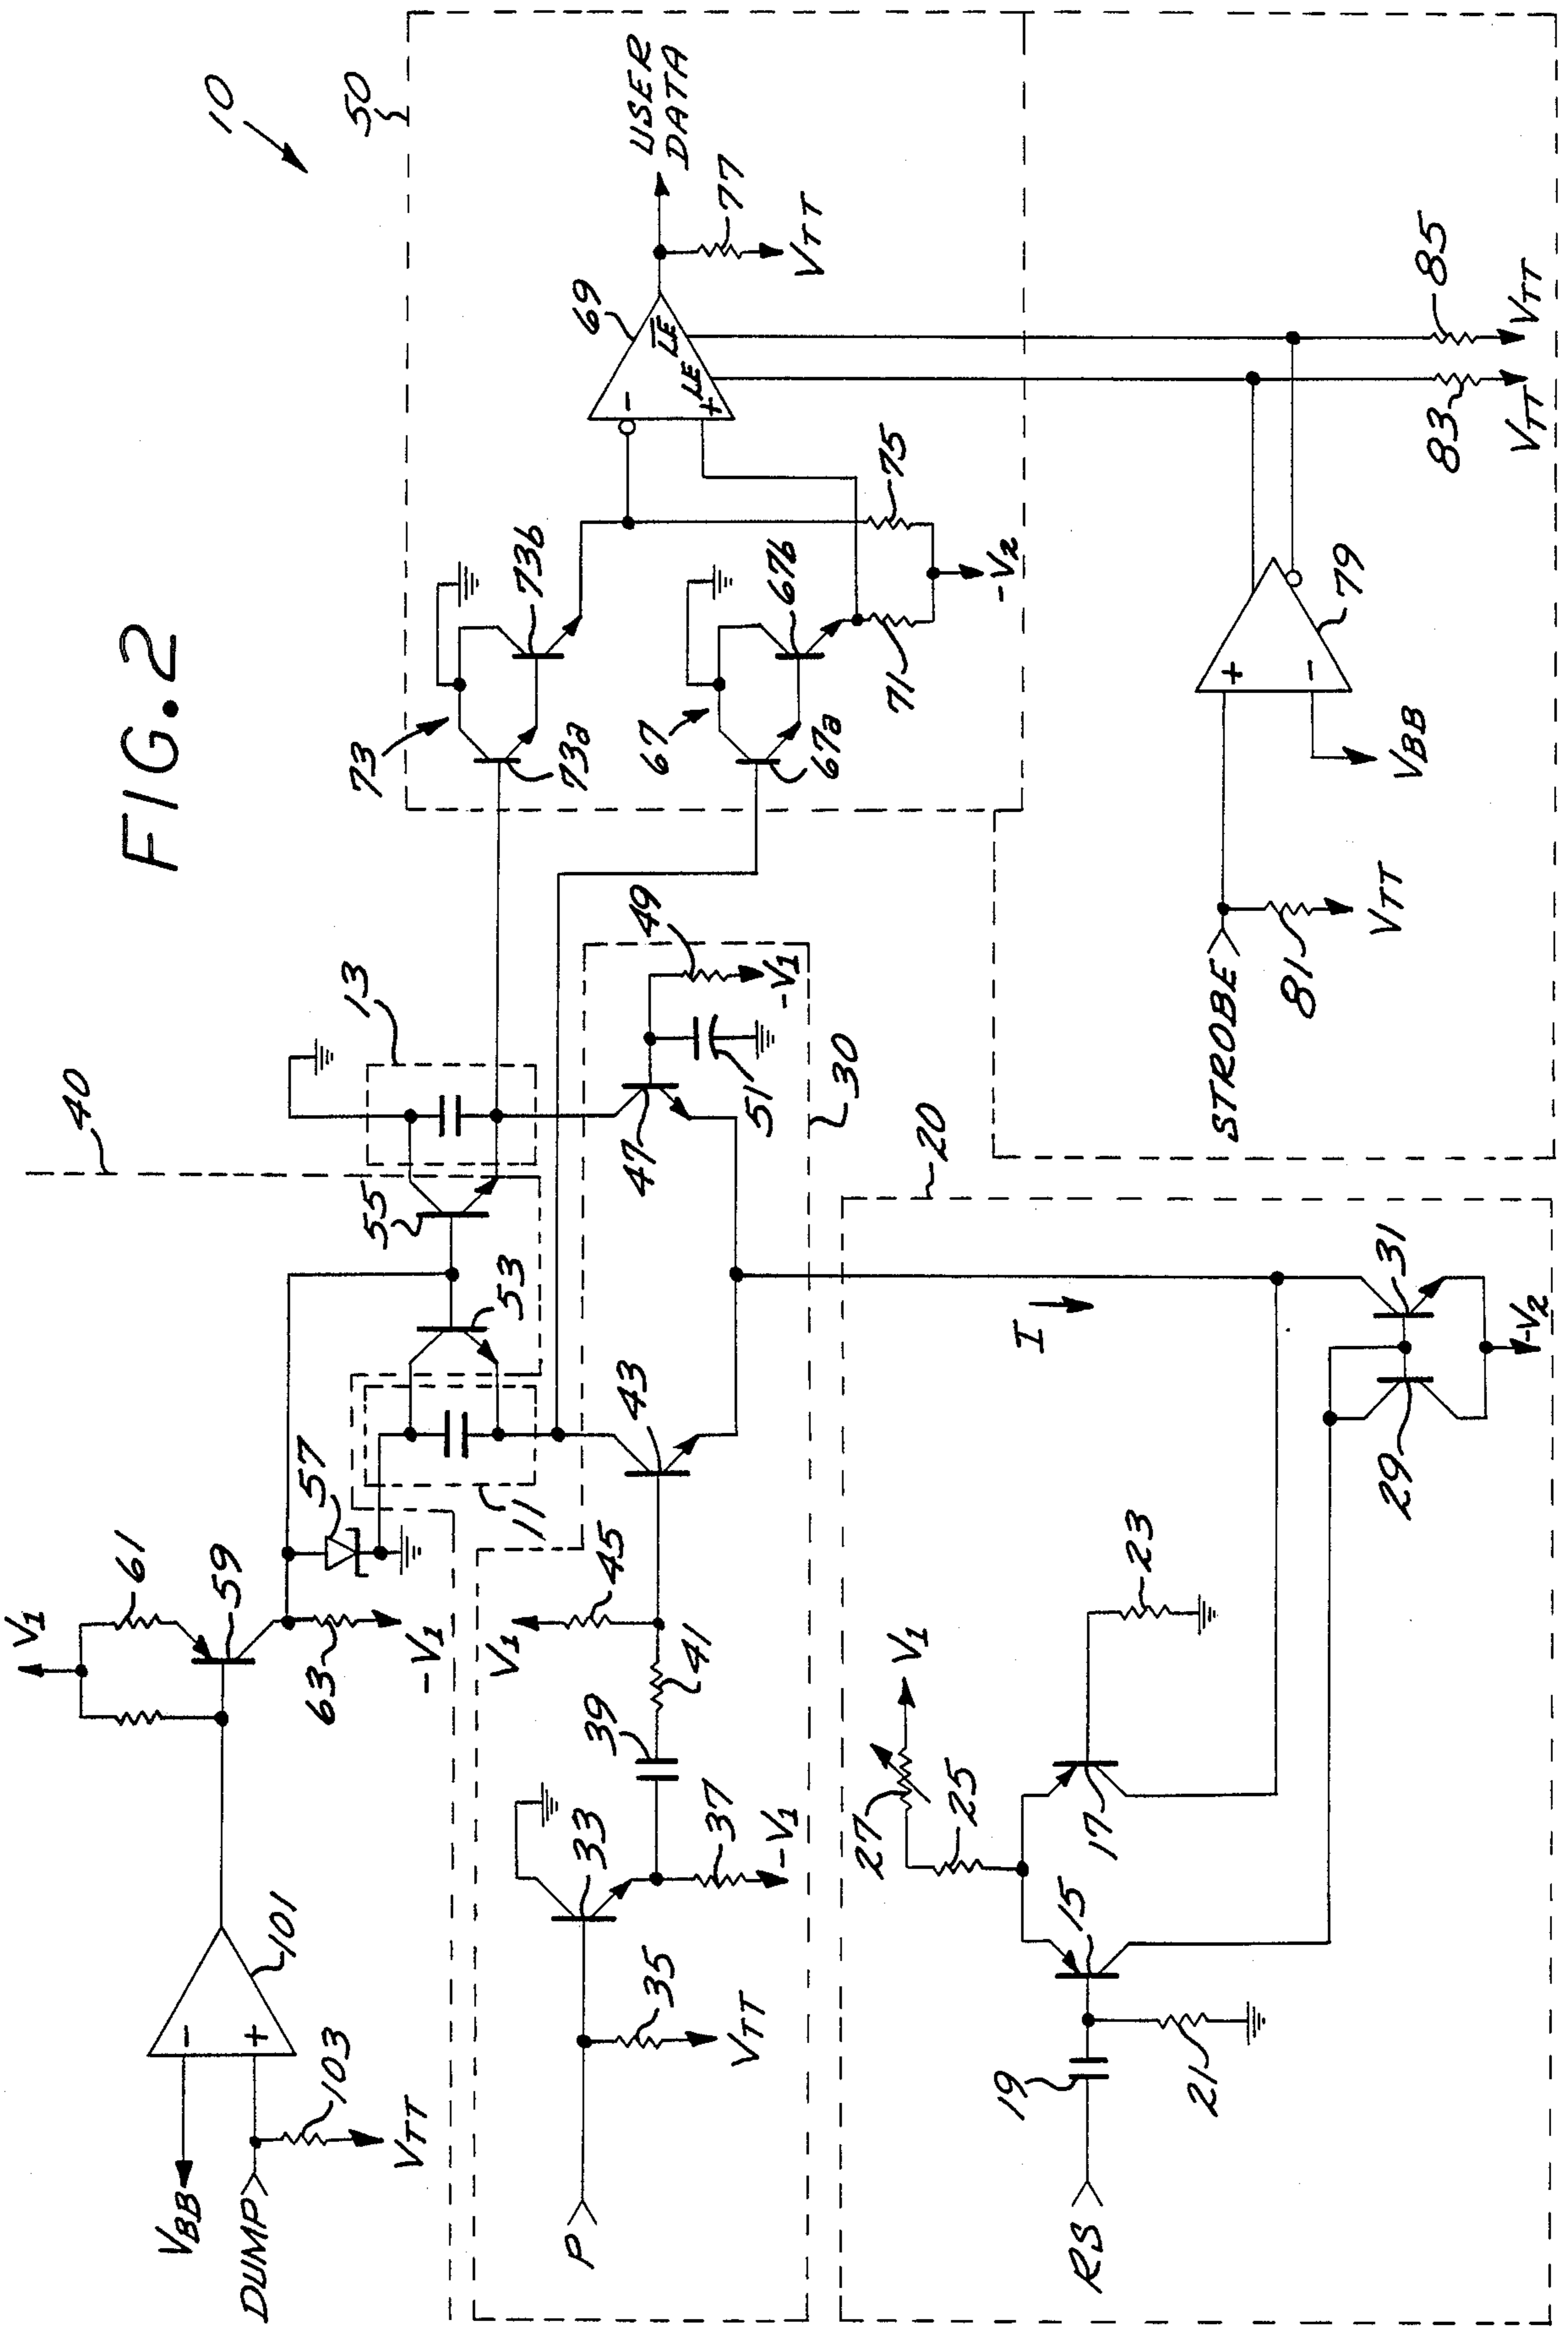 FIG. 2
10
50
40
V1
61
59
57
63
-V1
VBB
-
+
101
DUMP
103
VTT
55
53
13
11
73
73a
73b
67
67a
67b
71
75
-V2
69
-
+
LE
LE
77
VTT
USER
DATA
P
35
VTT
33
37
-V1
39
41
45
V1
43
47
49
-V1
51
30
20
RS
19
21
15
17
23
25
27
V1
I
29
31
-V2
STROBE
81
VTT
+
-
VBB
79
83
VTT
85
VTT